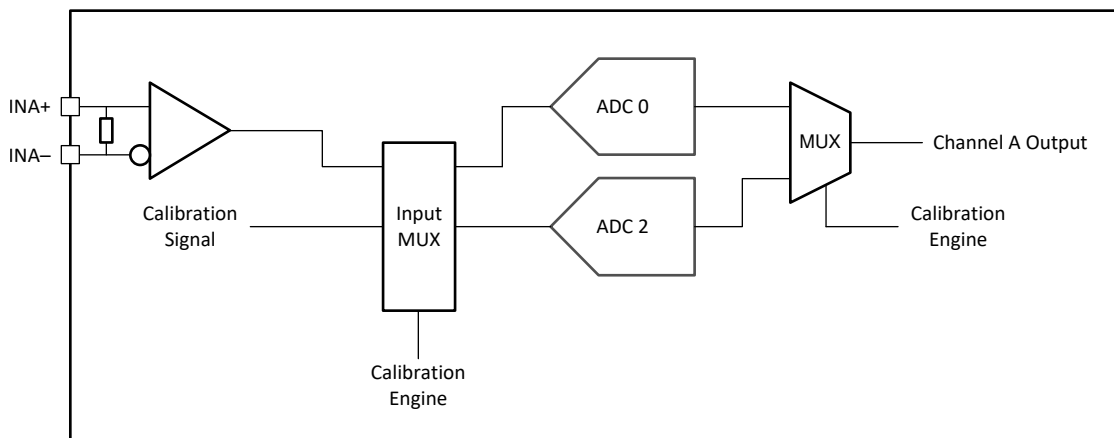 INA+
INA–
ADC 0
MUX
Channel A Output
Calibration
Signal
Input
MUX
ADC 2
Calibration
Engine
Calibration
Engine